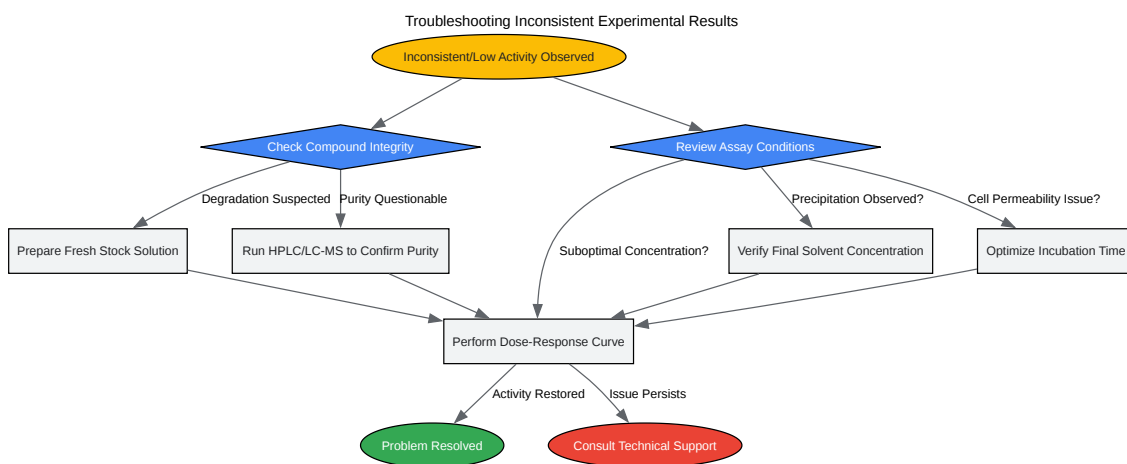 Troubleshooting Inconsistent Experimental Results
Inconsistent/Low Activity Observed
Check Compound Integrity
Review Assay Conditions
Degradation Suspected
Purity Questionable
Precipitation Observed?
Cell Permeability Issue?
Prepare Fresh Stock Solution
Run HPLC/LC-MS to Confirm Purity
Suboptimal Concentration?
Verify Final Solvent Concentration
Optimize Incubation Time
Perform Dose-Response Curve
Activity Restored
Issue Persists
Problem Resolved
Consult Technical Support